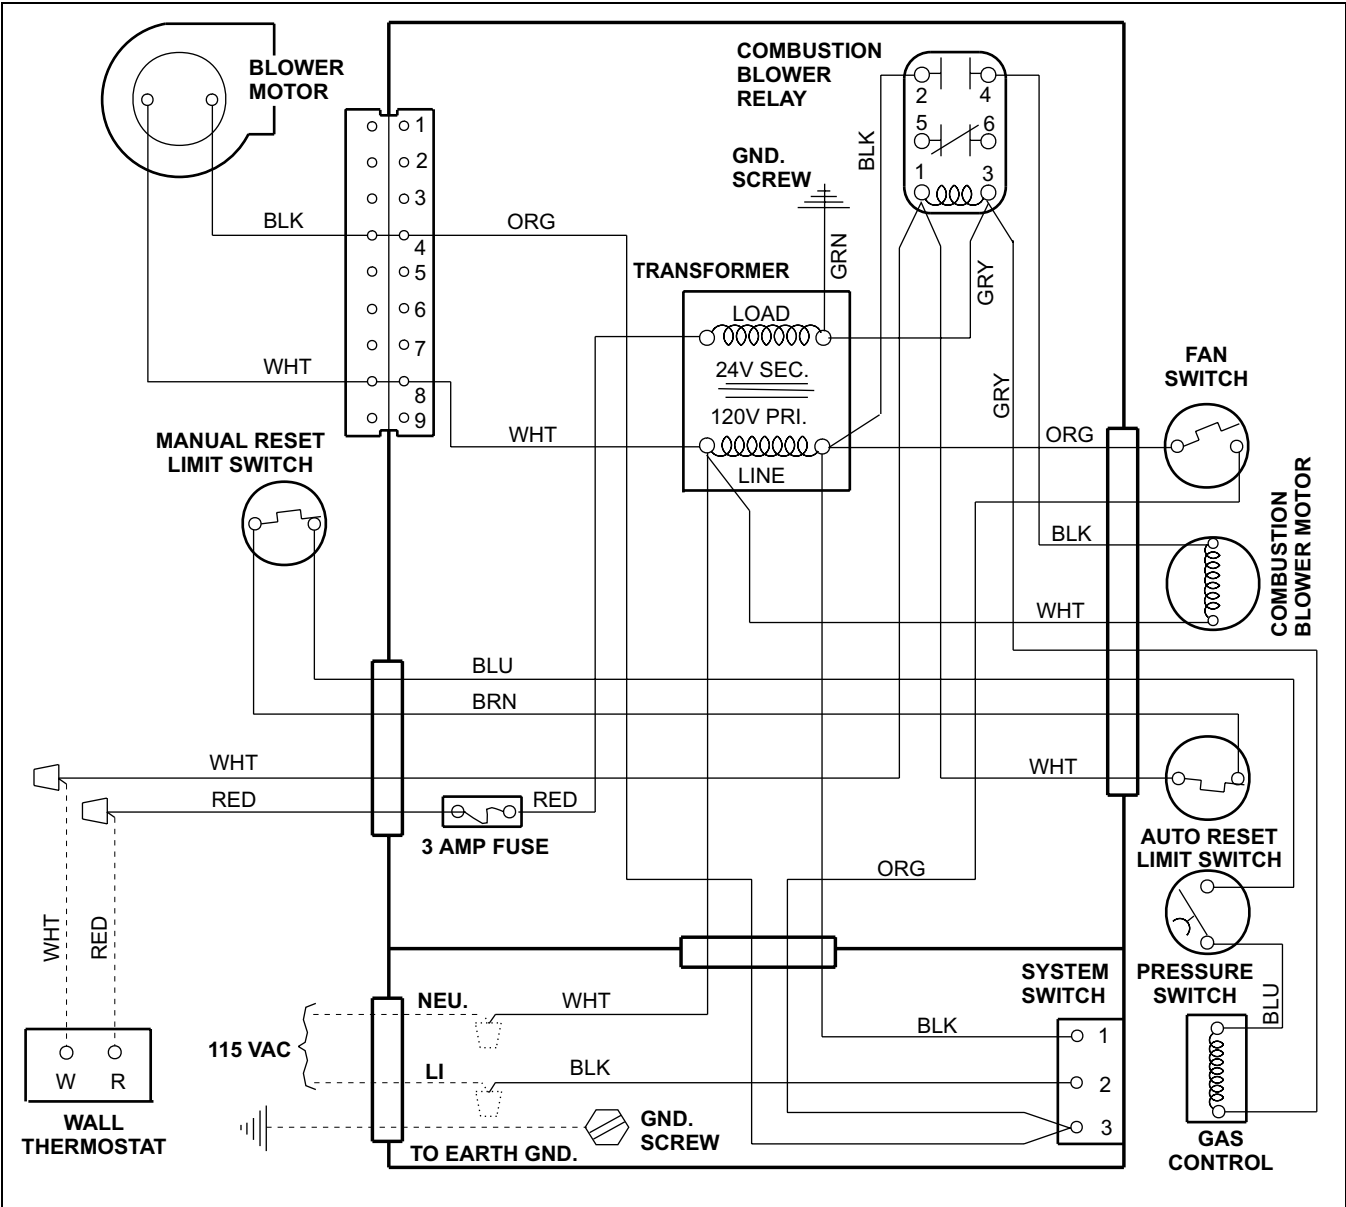 BLOWER
MOTOR
COMBUSTION
BLOWER
RELAY
2
4
5
6
1
3
BLK
GND.
SCREW
GRN
GRY
GRY
1
2
3
4
5
6
7
8
9
BLK
ORG
WHT
WHT
TRANSFORMER
LOAD
24V SEC.
120V PRI.
LINE
FAN
SWITCH
ORG
MANUAL RESET
LIMIT SWITCH
BLK
WHT
COMBUSTION
BLOWER MOTOR
BLU
BRN
WHT
RED
RED
3 AMP FUSE
WHT
AUTO RESET
LIMIT SWITCH
ORG
WHT
RED
PRESSURE
SWITCH
BLU
SYSTEM
SWITCH
NEU.
WHT
115 VAC
LI
BLK
BLK
1
2
3
W
R
WALL
THERMOSTAT
GND.
SCREW
TO EARTH GND.
GAS
CONTROL